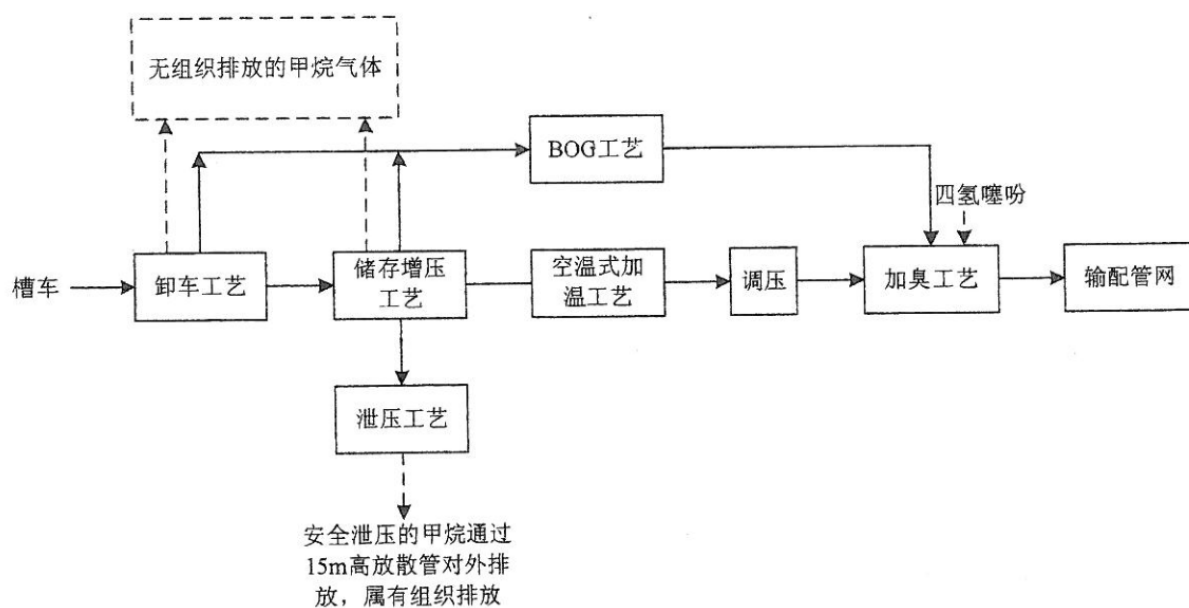 无组织排放的甲烷气体
BOG工艺
四氢噻吩
槽车
卸车工艺
储存增压
工艺
空温式加
温工艺
调压
加臭工艺
输配管网
泄压工艺
安全泄压的甲烷通过
15m高放散管对外排
放，属有组织排放